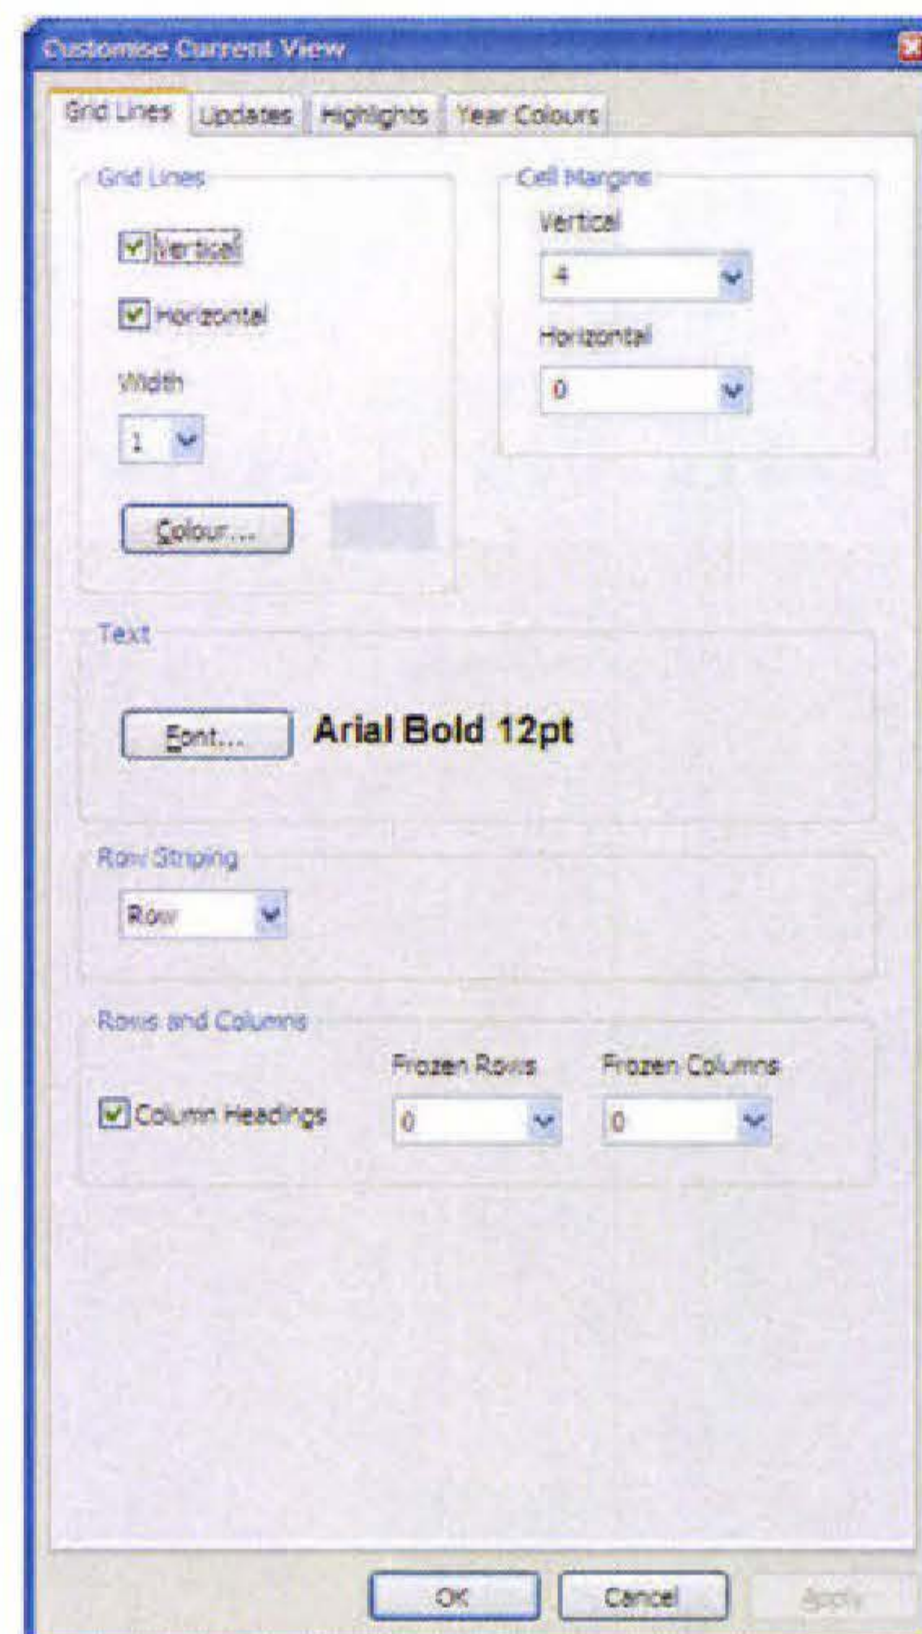 Customise Current View
Grid Lines Updates Highlights Year Colours
Grid Lines
Vertical
Horizontal
Width
1
Colour...
Cell Margins
Vertical
4
Horizontal
0
Text
Font... Arial Bold 12pt
Row Striping
Row
Rows and Columns
Column Headings
Frozen Rows
0
Frozen Columns
0
OK Cancel Apply